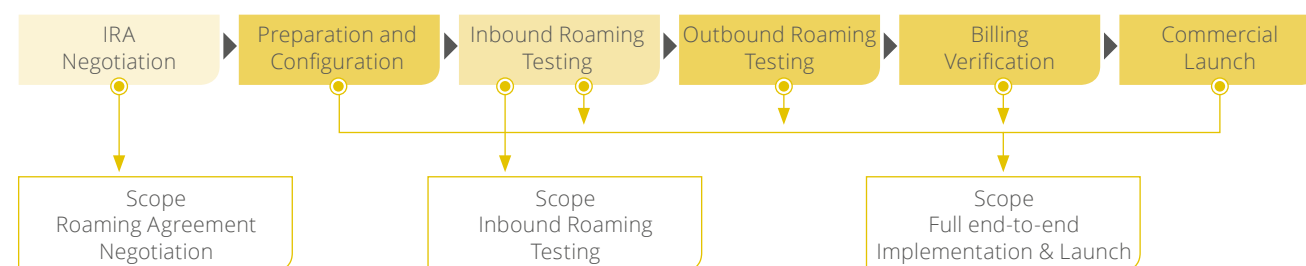 IRA
Negotiation
Preparation and
Configuration
Inbound Roaming
Testing
Outbound Roaming
Testing
Billing
Verification
Commercial
Launch
Scope
Roaming Agreement
Negotiation
Scope
Inbound Roaming
Testing
Scope
Full end-to-end
Implementation & Launch